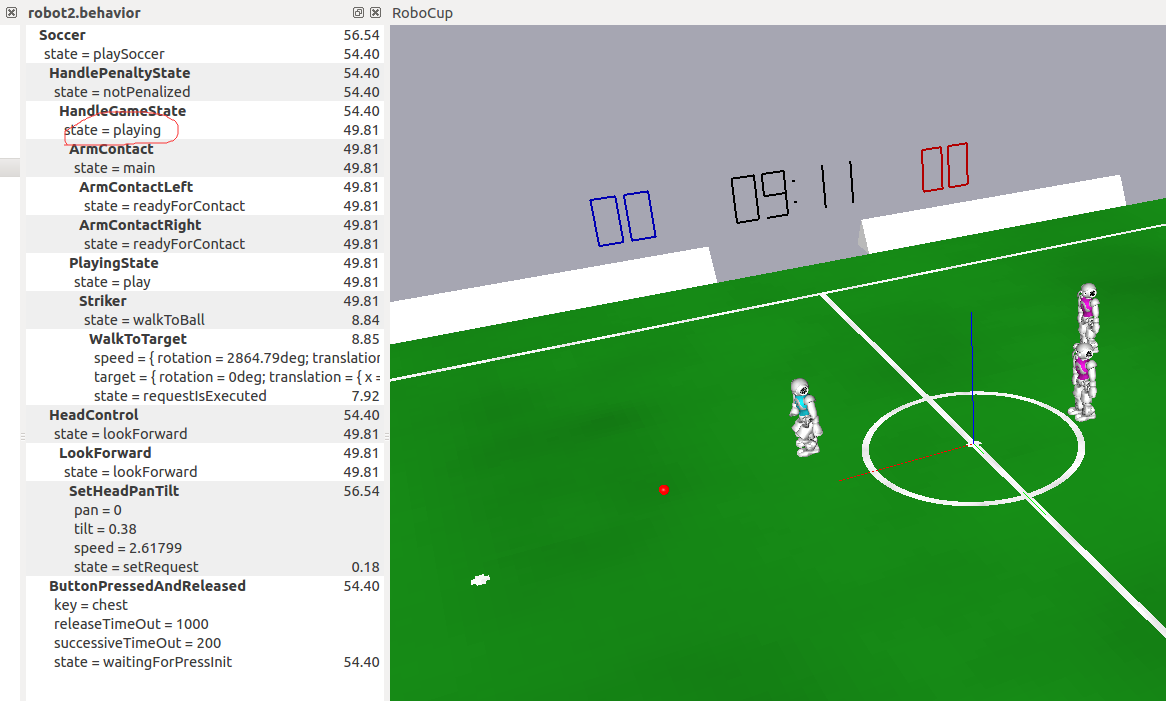 robot2.behavior
RoboCup
Soccer 56.54
state = playSoccer 54.40
HandlePenaltyState 54.40
state = notPenalized 54.40
HandleGameState 54.40
state = playing 49.81
ArmContact 49.81
state = main 49.81
ArmContactLeft 49.81
state = readyForContact 49.81
ArmContactRight 49.81
state = readyForContact 49.81
PlayingState 49.81
state = play 49.81
Striker 49.81
state = walkToBall 8.84
WalkToTarget 8.85
speed = { rotation = 2864.79deg; translation
target = { rotation = 0deg; translation = { x =
state = requestIsExecuted 7.92
HeadControl 54.40
state = lookForward 49.81
LookForward 49.81
state = lookForward 49.81
SetHeadPanTilt 56.54
pan = 0
tilt = 0.38
speed = 2.61799
state = setRequest 0.18
ButtonPressedAndReleased 54.40
key = chest
releaseTimeOut = 1000
successiveTimeOut = 200
state = waitingForPressInit 54.40
00 09:11 00